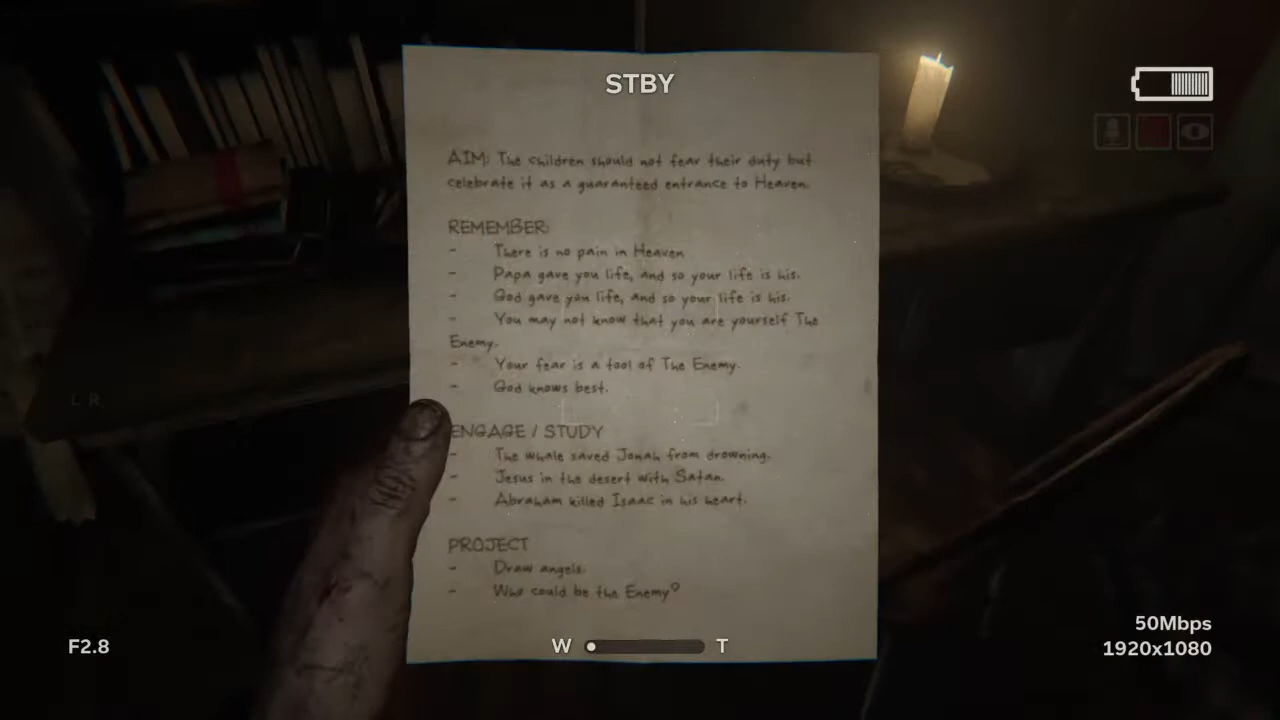 STBY
AIM: The children should not fear their duty but
celebrate it as a guaranteed entrance to Heaven.
REMEMBER:
- There is no pain in Heaven
- Papa gave you life, and so your life is his.
- God gave you life, and so your life is his.
- You may not know that you are yourself The
Enemy.
- Your fear is a tool of The Enemy.
- God knows best.
L R
ENGAGE / STUDY
- The whale saved Jonah from drowning.
- Jesus in the desert with Satan.
- Abraham killed Isaac in his heart.
PROJECT
- Draw angels.
- Who could be the Enemy?
F2.8
W T
50Mbps
1920x1080